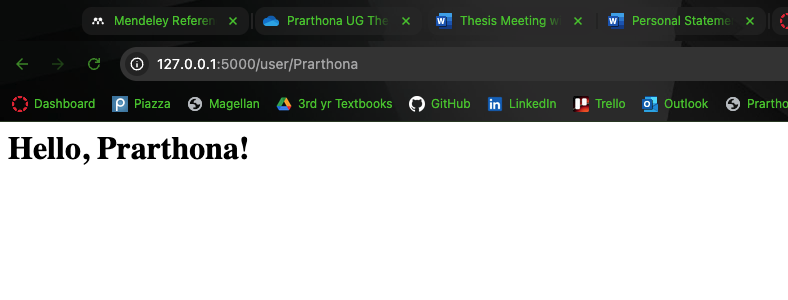 Mendeley Referen
Prarthona UG The
Thesis Meeting w
Personal Stateme
127.0.0.1:5000/user/Prarthona
Dashboard Piazza Magellan 3rd yr Textbooks GitHub LinkedIn Trello Outlook Prartho
Hello, Prarthona!